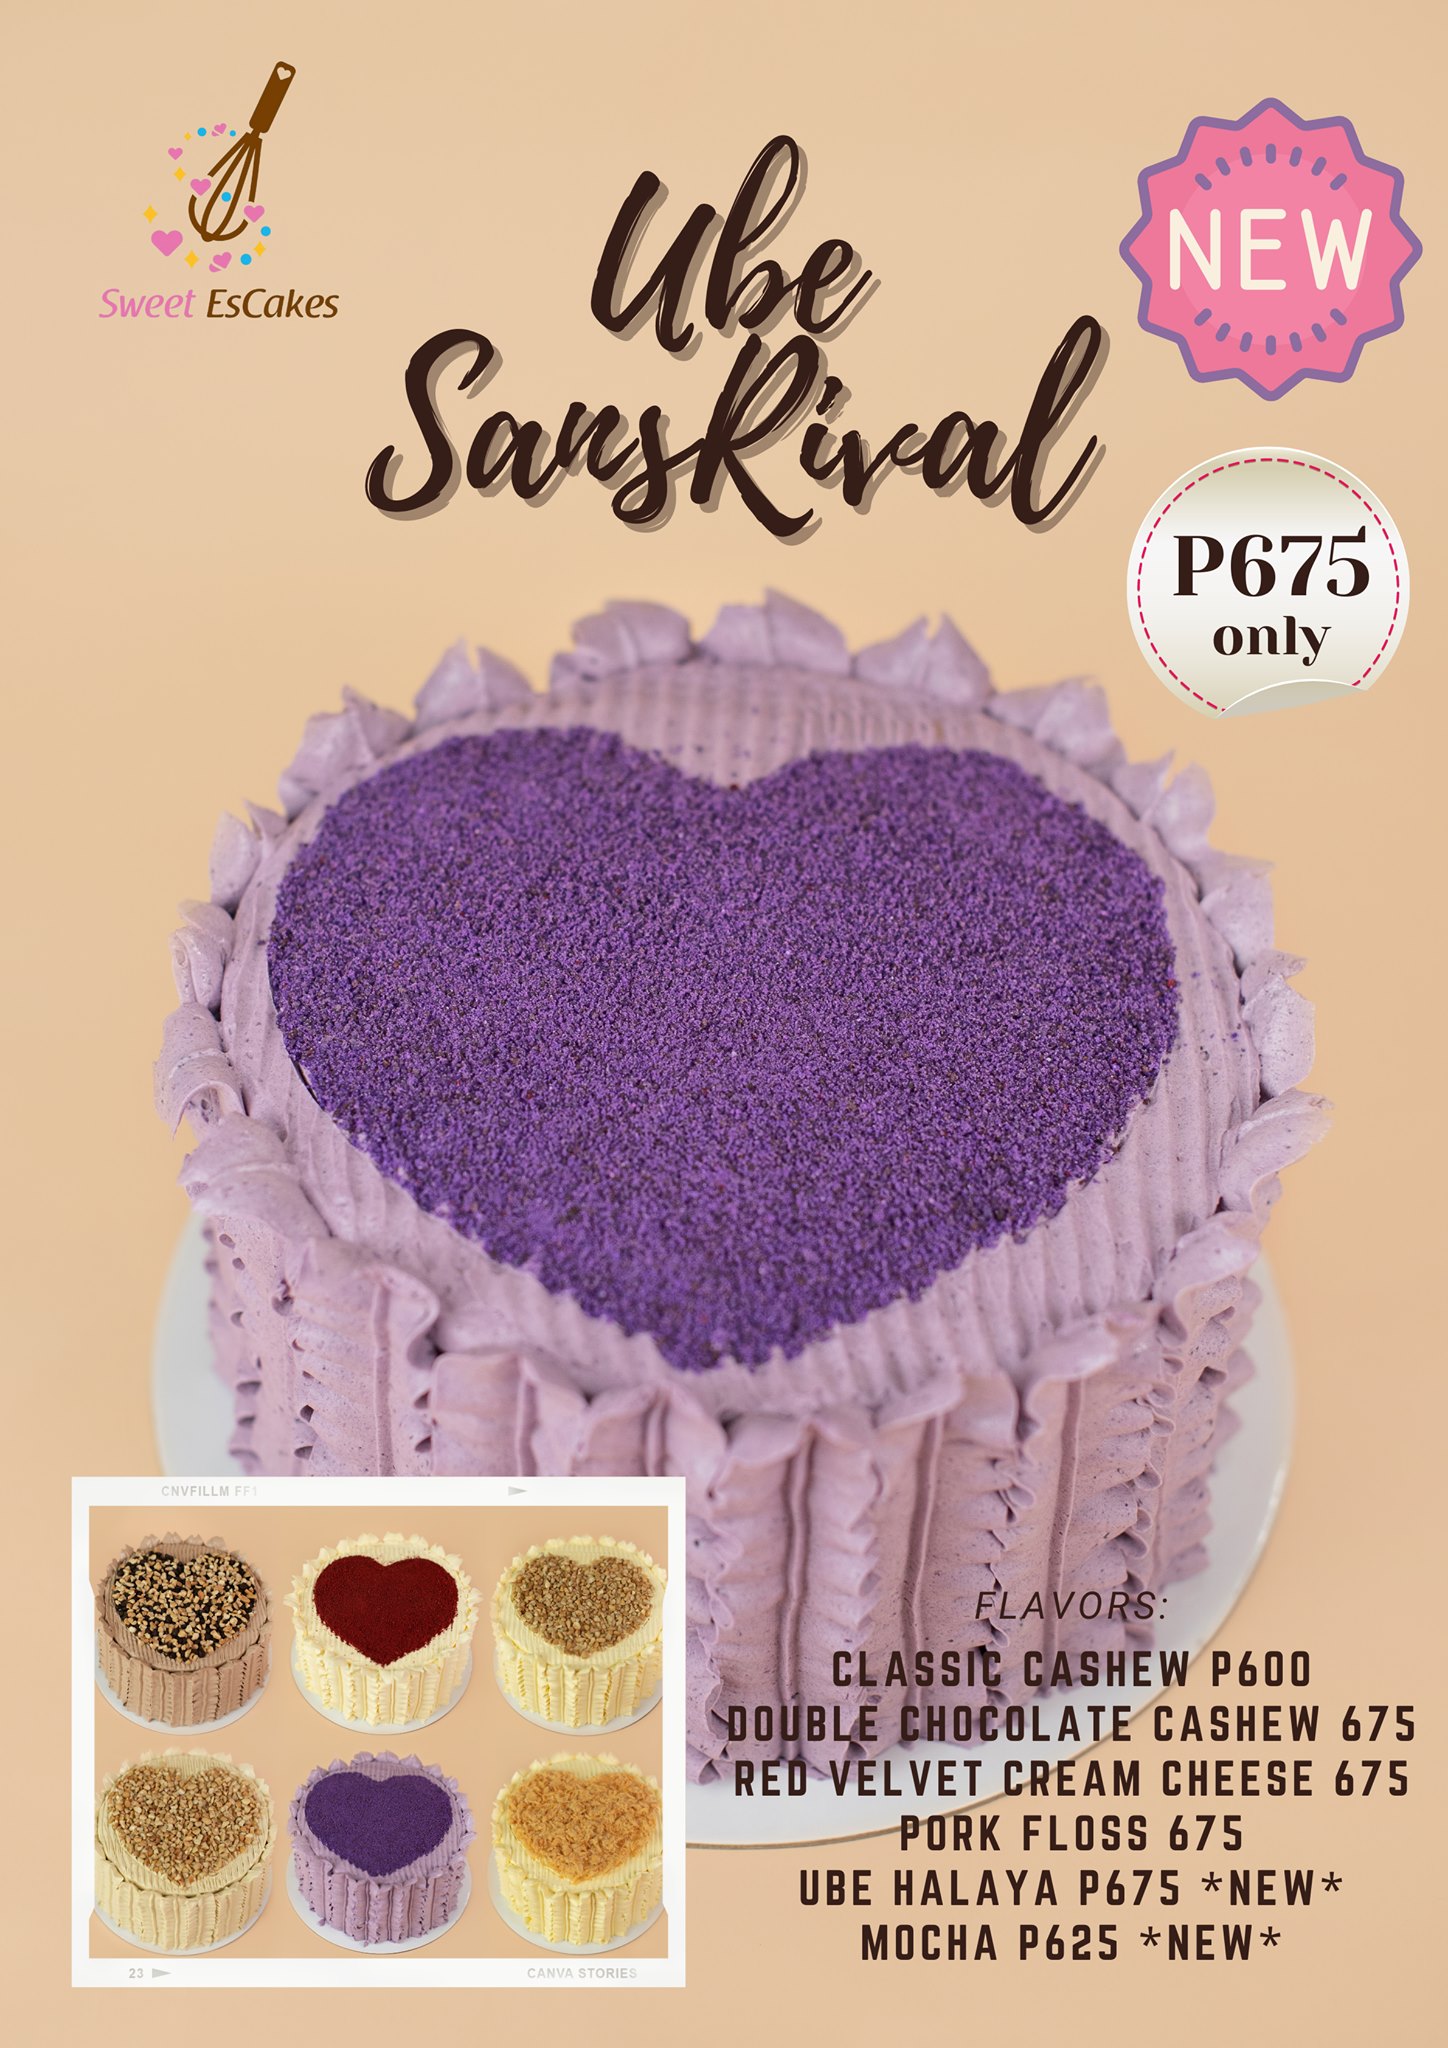 Sweet EsCakes
Ube
SansRival
NEW
P675
only
CNVFILLM FF1
23
CANVA STORIES
FLAVORS:
CLASSIC CASHEW P600
DOUBLE CHOCOLATE CASHEW 675
RED VELVET CREAM CHEESE 675
PORK FLOSS 675
UBE HALAYA P675 *NEW*
MOCHA P625 *NEW*